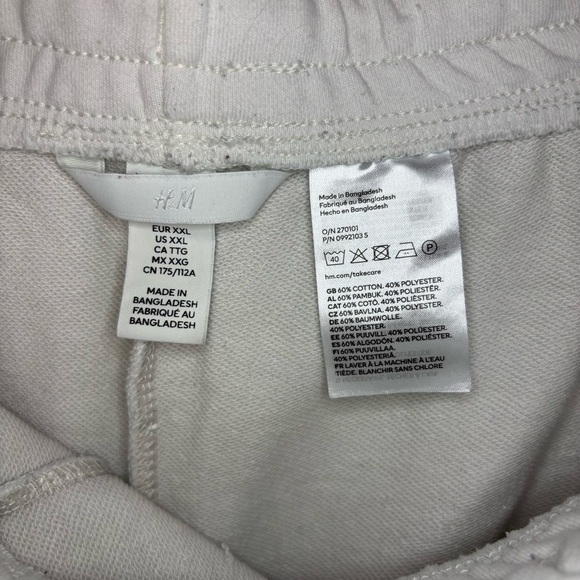 H&M
EUR XXL
US XXL
CA TTG
MX XXG
CN 175/112A
MADE IN
BANGLADESH
FABRIQUÉ AU
BANGLADESH
Made in Bangladesh
Fabriqué au Bangladesh
Hecho en Bangladesh
O/N 270101
P/N 0992103 S
40
P
hm.com/takecare
GB 60% COTTON. 40% POLYESTER.
AL 60% PAMBUK. 40% POLIESTËR.
CAT 60% COTÓ. 40% POLIÈSTER.
CZ 60% BAVLNA. 40% POLYESTER.
DE 60% BAUMWOLLE.
40% POLYESTER.
EE 60% PUUVILL. 40% POLÜESTER.
ES 60% ALGODÓN. 40% POLIÉSTER.
FI 60% PUUVILLAA.
40% POLYESTERIÄ.
FR LAVER À LA MACHINE À L'EAU
TIÈDE. BLANCHIR SANS CHLORE